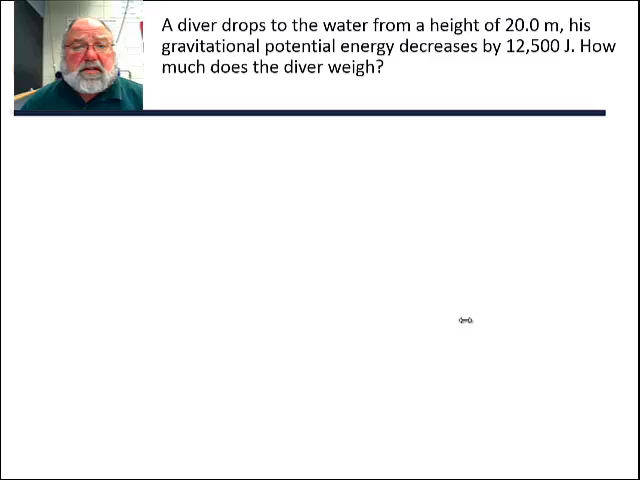 A diver drops to the water from a height of 20.0 m, his
gravitational potential energy decreases by 12,500 J. How
much does the diver weigh?